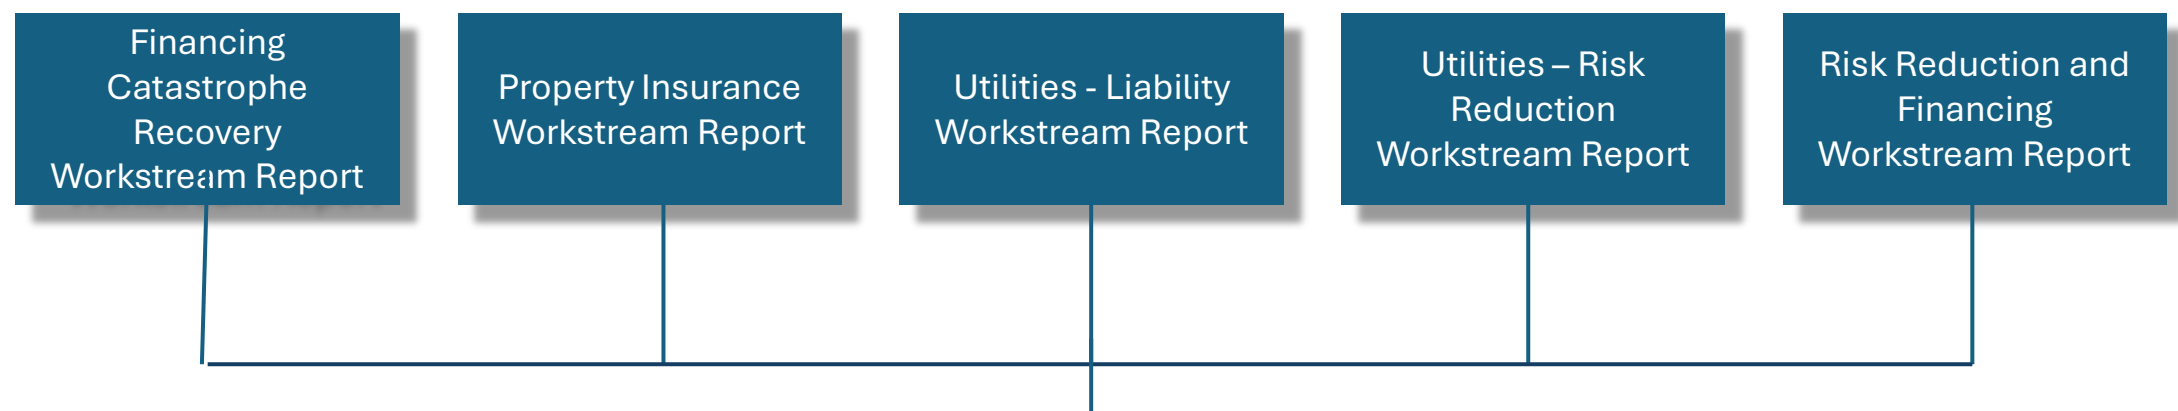 Financing
Catastrophe
Recovery
Workstream Report
Property Insurance
Workstream Report
Utilities - Liability
Workstream Report
Utilities – Risk
Reduction
Workstream Report
Risk Reduction and
Financing
Workstream Report